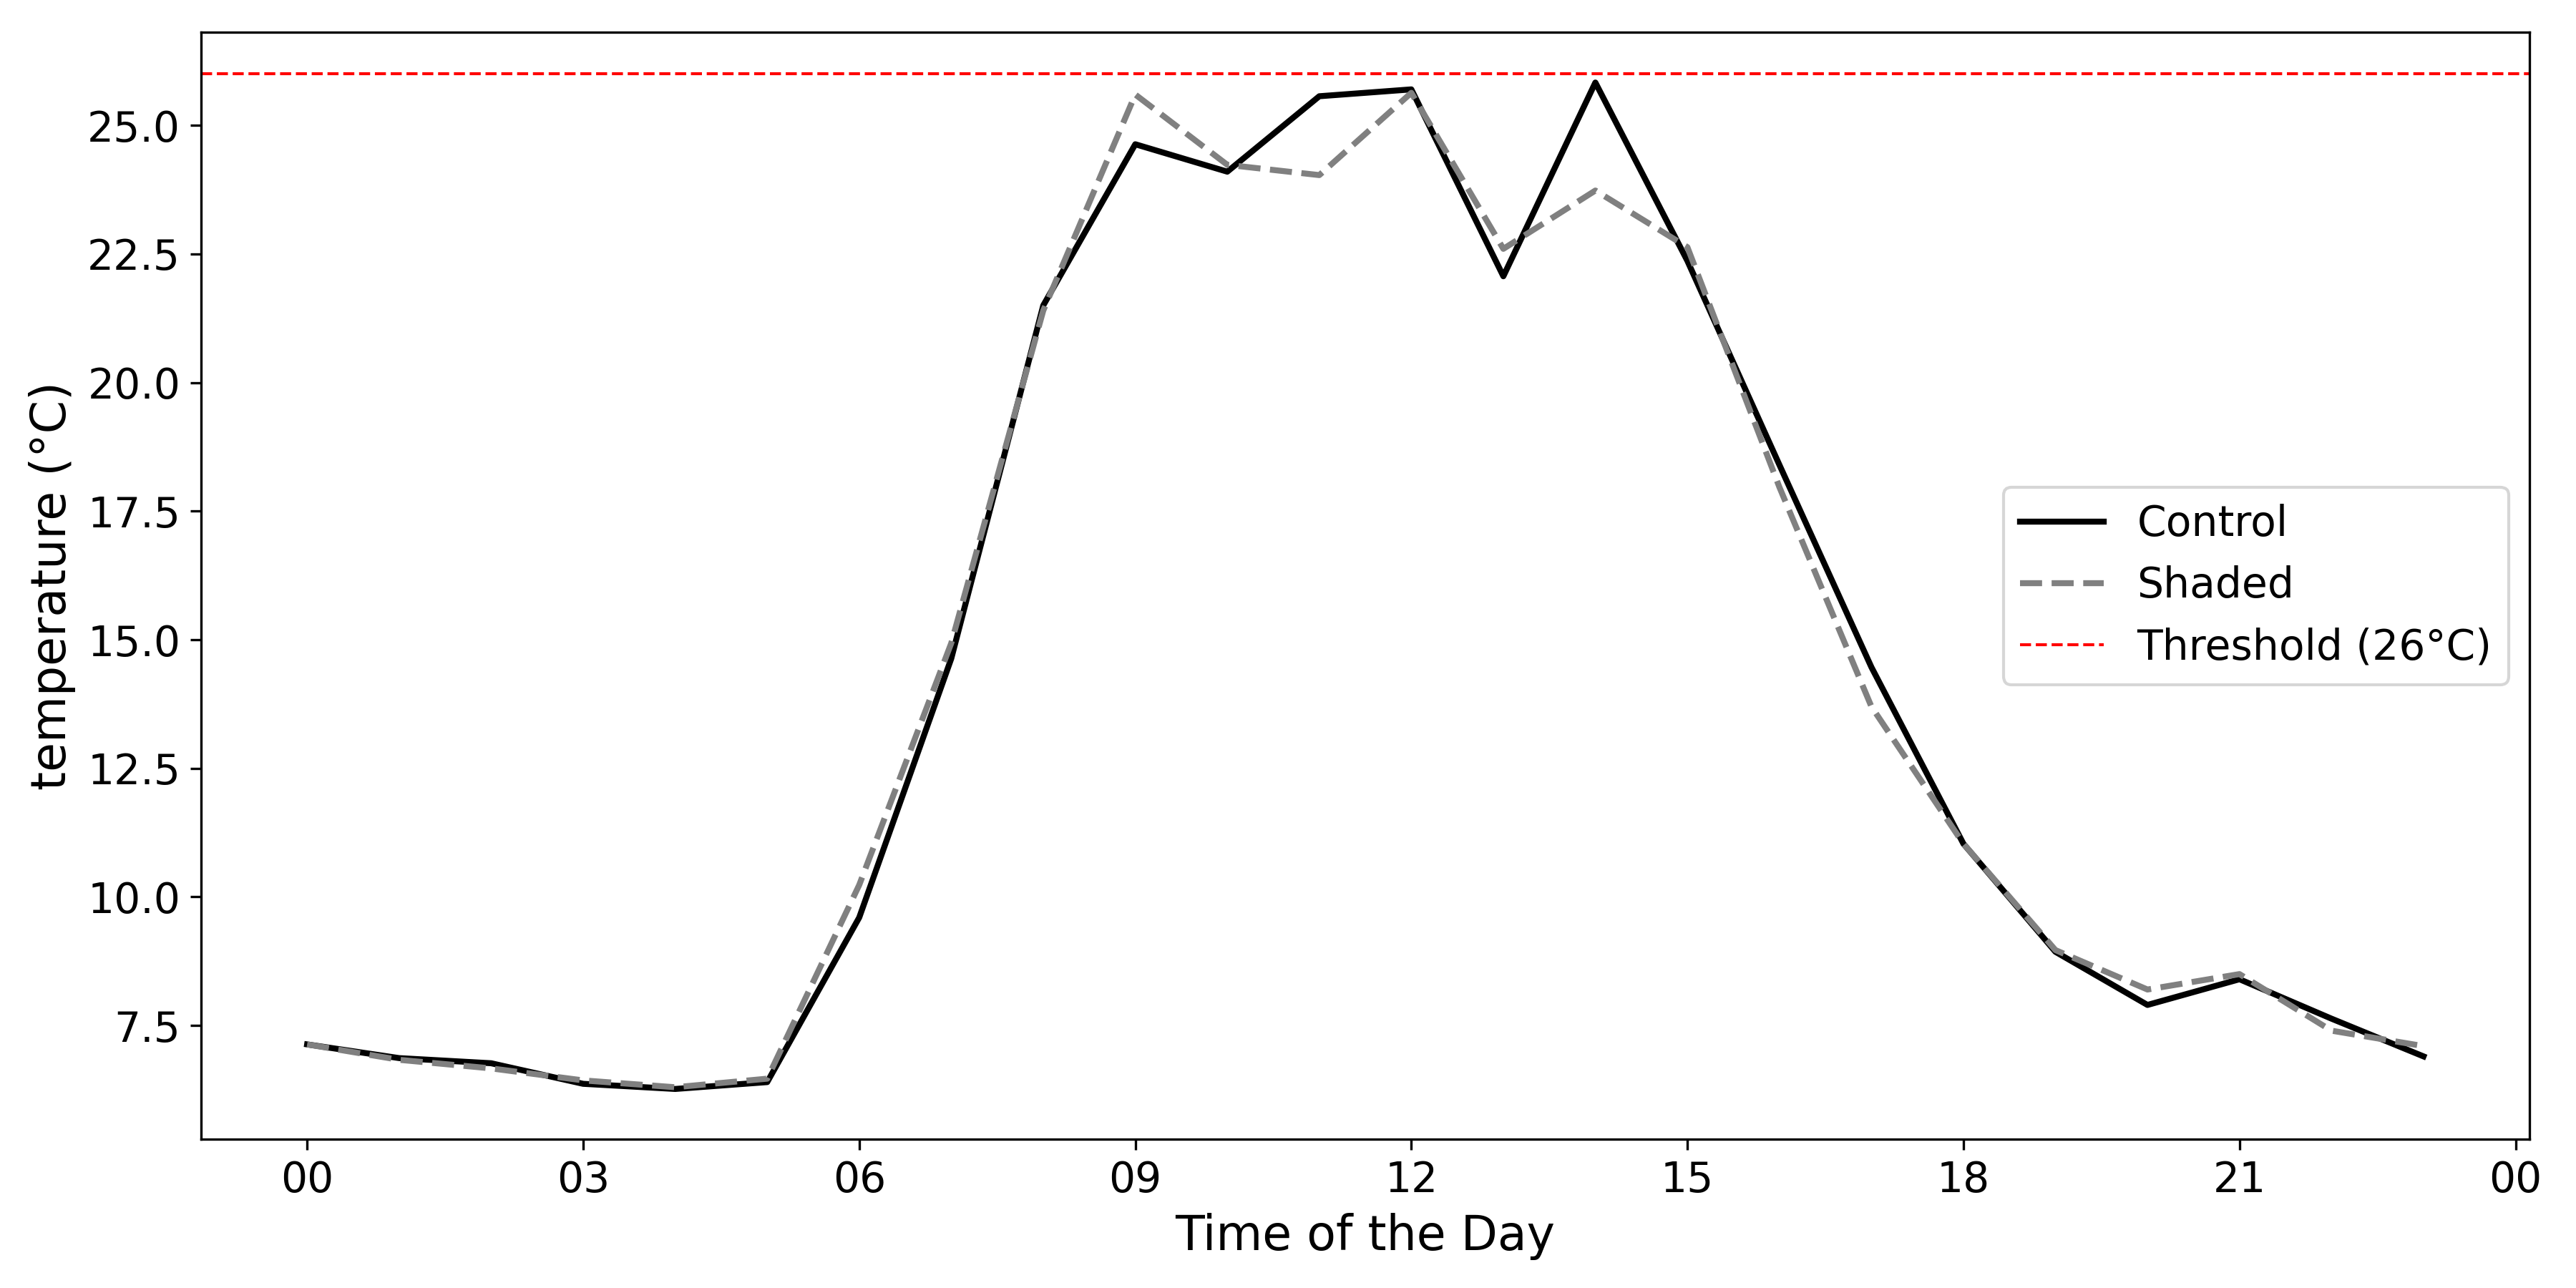 25.0
22.5
20.0
17.5
15.0
12.5
10.0
7.5
temperature (°C)
Control
Shaded
Threshold (26°C)
00 03 06 09 12 15 18 21 00
Time of the Day